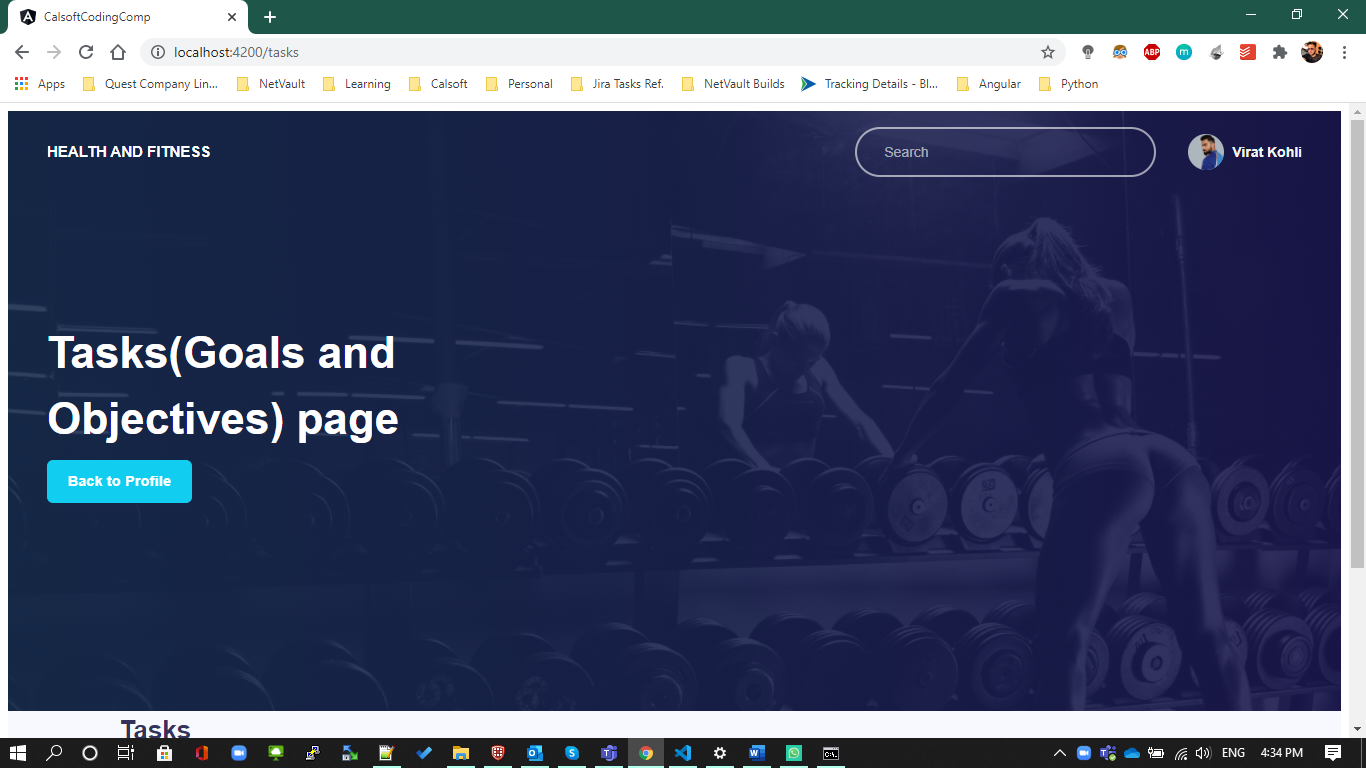 CalsoftCodingComp
localhost:4200/tasks
ABP
m
Apps
Quest Company Lin...
NetVault
Learning
Calsoft
Personal
Jira Tasks Ref.
NetVault Builds
Tracking Details - Bl...
Angular
Python
HEALTH AND FITNESS
Search
Virat Kohli
Tasks(Goals and
Objectives) page
Back to Profile
Tasks
ENG
4:34 PM